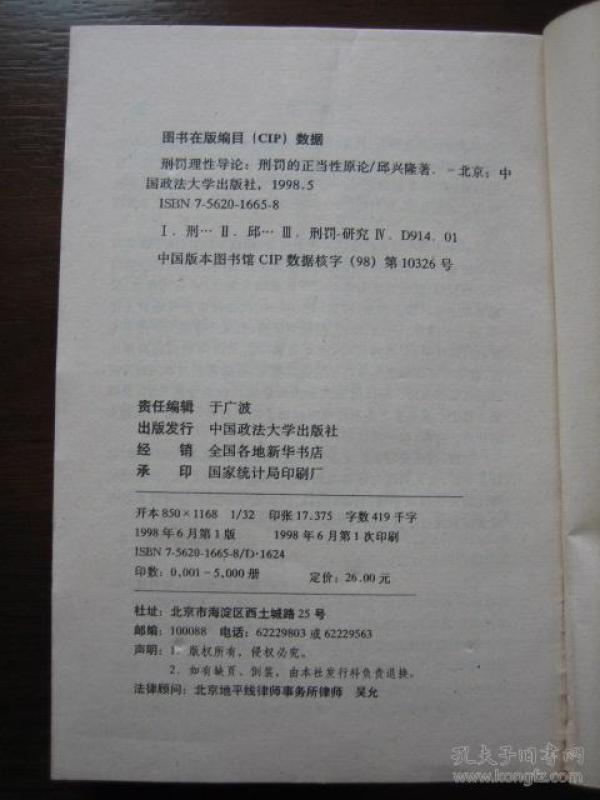 图书在版编目(CIP)数据
刑罚理性导论:刑罚的正当性原论/邱兴隆著.-北京:中
国政法大学出版社,1998.5
ISBN 7-5620-1665-8
Ⅰ.刑… Ⅱ.邱… Ⅲ.刑罚-研究 Ⅳ.D914.01
中国版本图书馆 CIP 数据核字(98)第 10326 号
责任编辑 于广波
出版发行 中国政法大学出版社
经 销 全国各地新华书店
承 印 国家统计局印刷厂
开本 850×1168 1/32 印张 17.375 字数 419 千字
1998 年 6 月第 1 版 1998 年 6 月第 1 次印刷
ISBN 7-5620-1665-8/D·1624
印数:0,001-5,000 册 定价:26.00 元
社址:北京市海淀区西土城路 25 号
邮编:100088 电话:62229803 或 62229563
声明:1.版权所有,侵权必究。
2.如有缺页、倒装,由本社发行科负责退换。
法律顾问:北京地平线律师事务所律师 吴允
孔夫子旧书网
www.kongfz.com